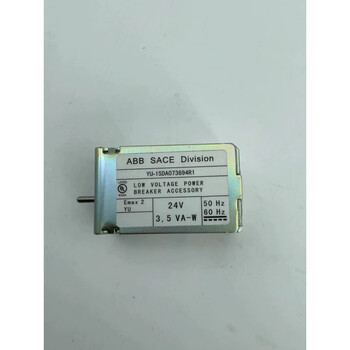 ABB SACE Division
YU-1SDA073694R1
LOW VOLTAGE POWER
BREAKER ACCESSORY
Emax 2
YU
24V
3,5 VA-W
50 Hz
60 Hz